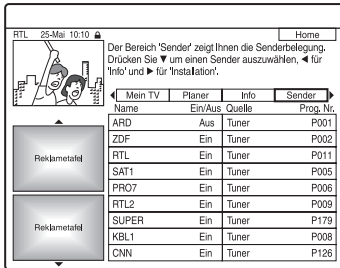 RTL 25-Mai 10:10 Home
Der Bereich 'Sender' zeigt Ihnen die Senderbelegung.
Drücken Sie ▼ um einen Sender auszuwählen, ◀ für
'Info' und ▶ für 'Installation'.
Mein TV Planer Info Sender
Name Ein/Aus Quelle Prog. Nr.
ARD Aus Tuner P001
ZDF Ein Tuner P002
RTL Ein Tuner P011
SAT1 Ein Tuner P005
PRO7 Ein Tuner P006
RTL2 Ein Tuner P009
SUPER Ein Tuner P179
KBL1 Ein Tuner P008
CNN Ein Tuner P126
Reklametafel
Reklametafel